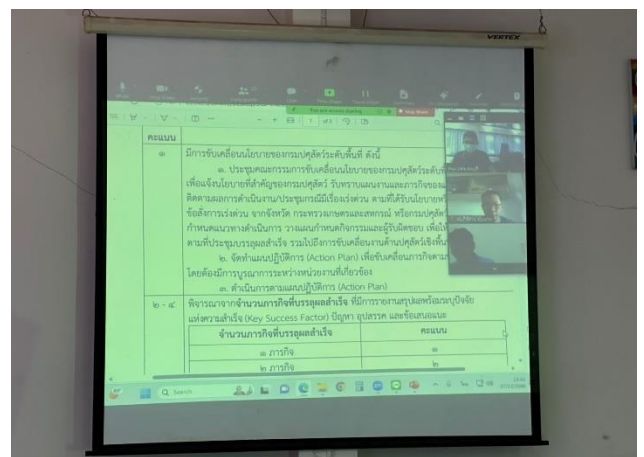 VERTEX
คะแนน
๑ มีการขับเคลื่อนนโยบายของกรมปศุสัตว์ระดับพื้นที่ ดังนี้
๑. ประชุมคณะกรรมการขับเคลื่อนนโยบายของกรมปศุสัตว์ระดับพื้
เพื่อแจ้งนโยบายที่สำคัญของกรมปศุสัตว์ รับทราบแผนงานและภารกิจของ
ติดตามผลการดำเนินงาน/ประชุมกรณีมีเรื่องเร่งด่วน ตามที่ได้รับนโยบายห
ข้อสั่งการเร่งด่วน จากจังหวัด กระทรวงเกษตรและสหกรณ์ หรือกรมปศุสัต
กำหนดแนวทางดำเนินการ วางแผนกำหนดกิจกรรมและผู้รับผิดชอบ เพื่อให้
ตามที่ประชุมบรรลุผลสำเร็จ รวมไปถึงการขับเคลื่อนงานด้านปศุสัตว์เชิงพื้น
๒. จัดทำแผนปฏิบัติการ (Action Plan) เพื่อขับเคลื่อนภารกิจตาม
โดยต้องมีการบูรณาการระหว่างหน่วยงานที่เกี่ยวข้อง
๓. ดำเนินการตามแผนปฏิบัติการ (Action Plan)
๒ - ๔ พิจารณาจากจำนวนภารกิจที่บรรลุผลสำเร็จ ที่มีการรายงานสรุปผลพร้อมระบุปัจจัย
แห่งความสำเร็จ (Key Success Factor) ปัญหา อุปสรรค และข้อเสนอแนะ
จำนวนภารกิจที่บรรลุผลสำเร็จ คะแนน
๑ ภารกิจ ๑
๒ ภารกิจ ๒
Search